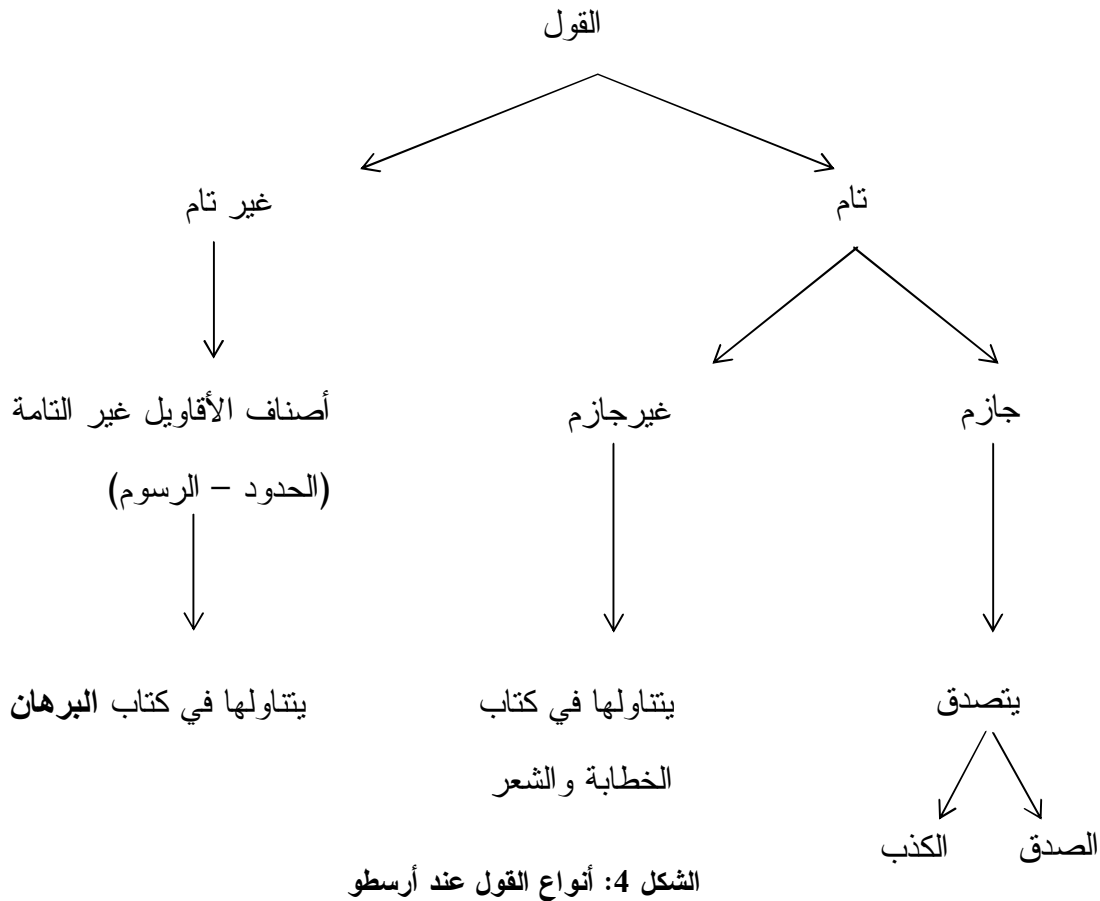 القول
تام
غير تام
جازم
غيرجازم
أصناف الأقاويل غير التامة
(الحدود – الرسوم)
يتصدق
يتناولها في كتاب
الخطابة والشعر
يتناولها في كتاب البرهان
الصدق
الكذب
الشكل 4: أنواع القول عند أرسطو